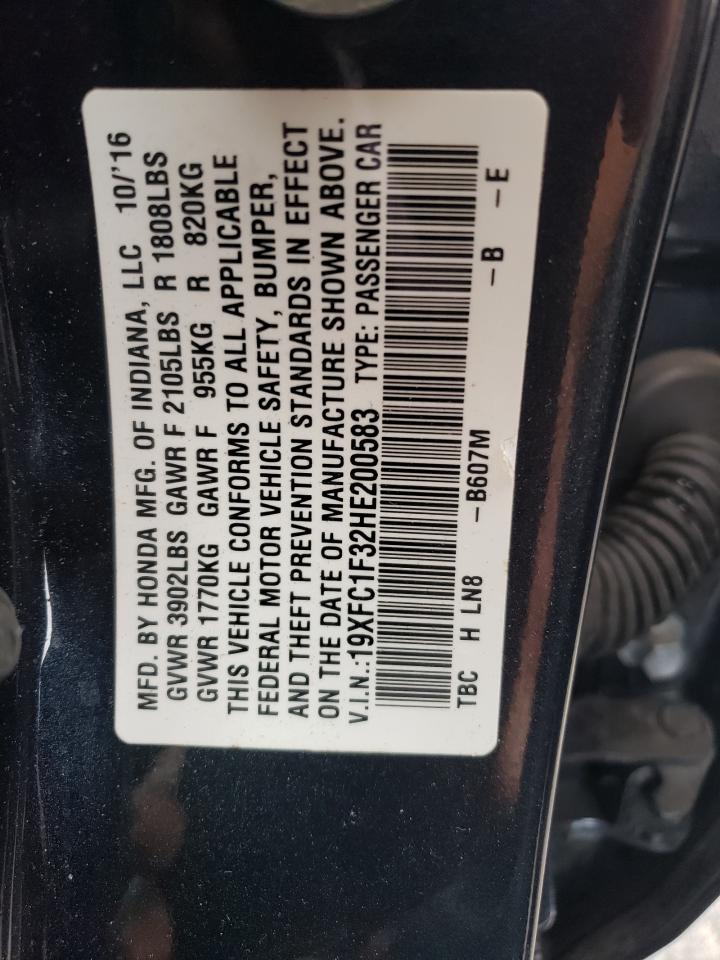 MFD. BY HONDA MFG. OF INDIANA, LLC 10/'16
GVWR 3902LBS GAWR F 2105LBS R 1808LBS
GVWR 1770KG GAWR F 955KG R 820KG
THIS VEHICLE CONFORMS TO ALL APPLICABLE
FEDERAL MOTOR VEHICLE SAFETY, BUMPER,
AND THEFT PREVENTION STANDARDS IN EFFECT
ON THE DATE OF MANUFACTURE SHOWN ABOVE.
V.I.N.:19XFC1F32HE200583 TYPE: PASSENGER CAR
TBC H LN8 -B607M -B -E